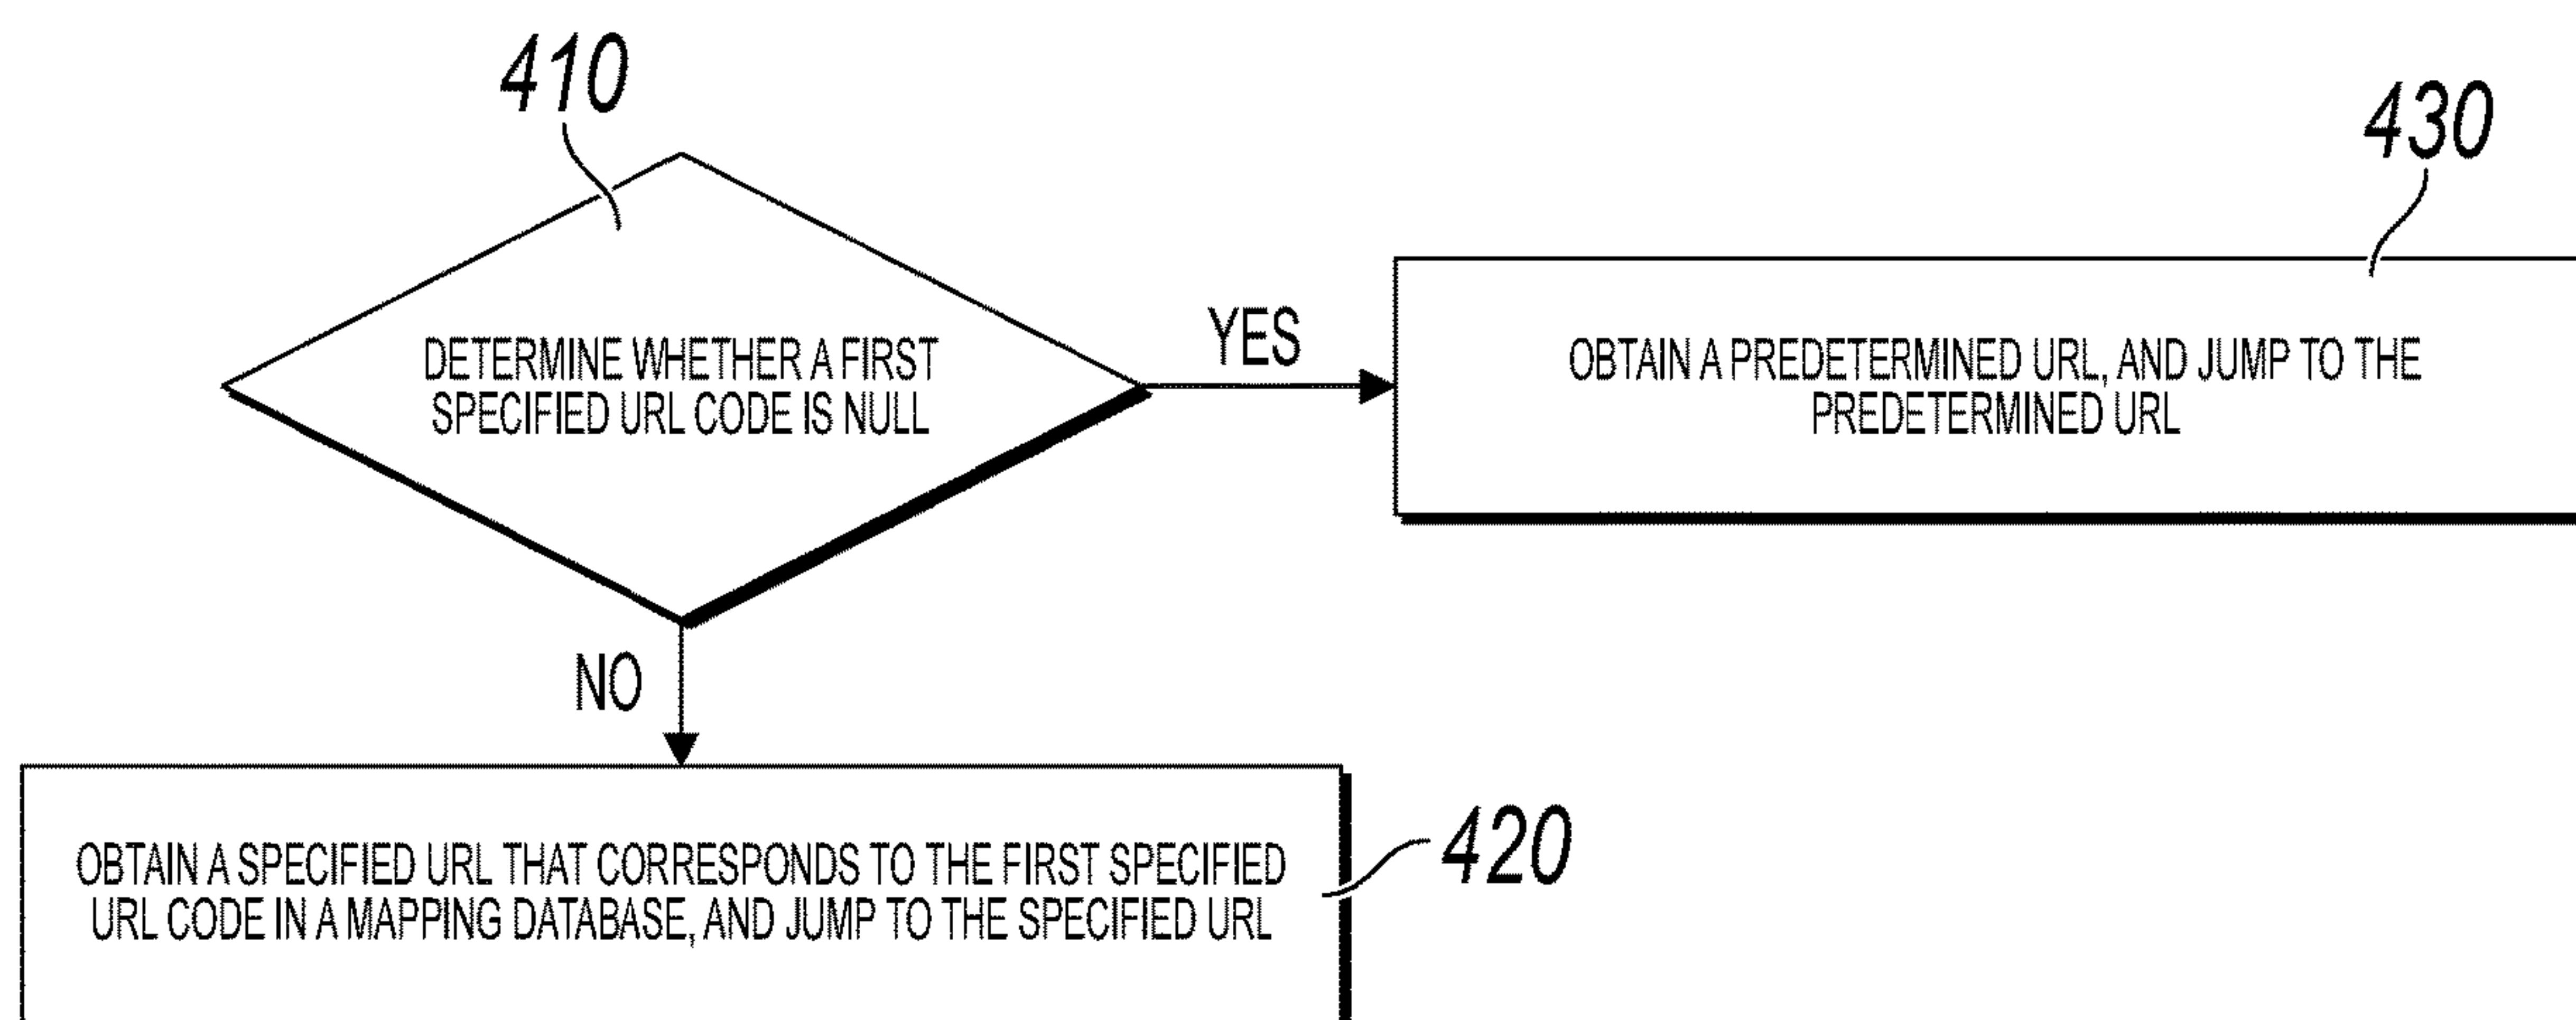 410
430
DETERMINE WHETHER A FIRST
SPECIFIED URL CODE IS NULL
YES
OBTAIN A PREDETERMINED URL, AND JUMP TO THE
PREDETERMINED URL
NO
OBTAIN A SPECIFIED URL THAT CORRESPONDS TO THE FIRST SPECIFIED
URL CODE IN A MAPPING DATABASE, AND JUMP TO THE SPECIFIED URL
420